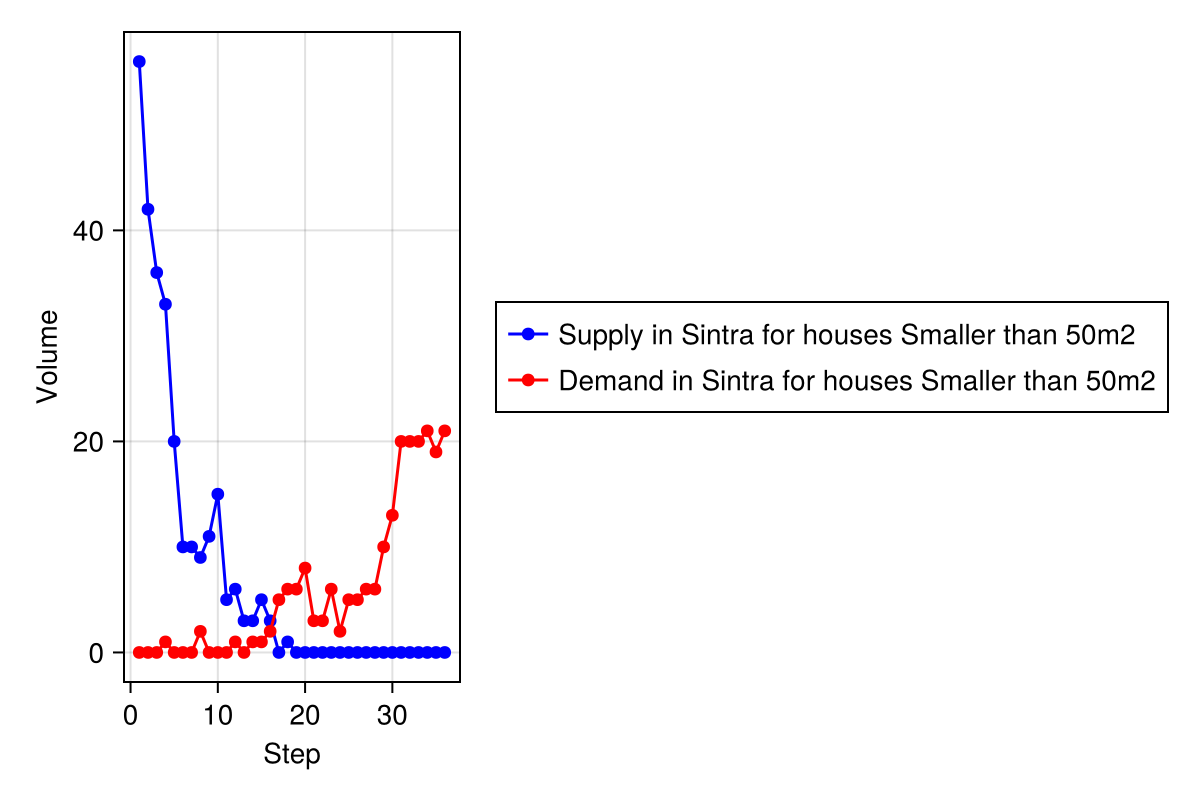 Volume
40
20
0
0 10 20 30
Step
Supply in Sintra for houses Smaller than 50m2
Demand in Sintra for houses Smaller than 50m2